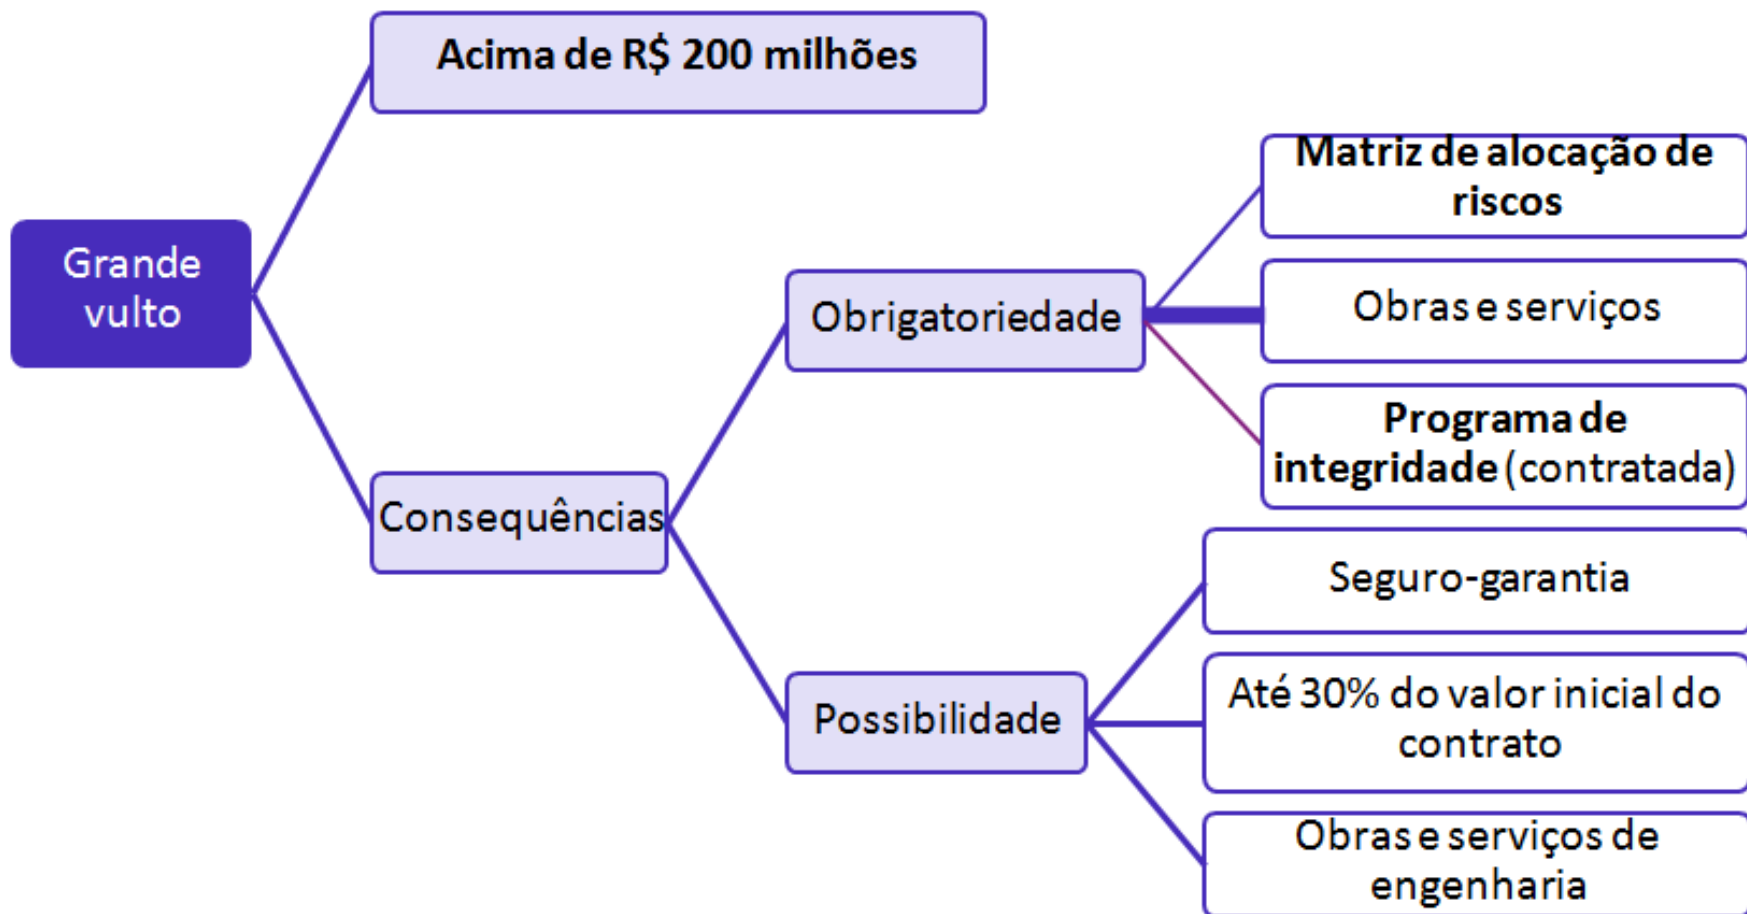 Acima de R$ 200 milhões
Grande
vulto
Consequências
Obrigatoriedade
Matriz de alocação de
riscos
Obras e serviços
Programa de
integridade (contratada)
Possibilidade
Seguro-garantia
Até 30% do valor inicial do
contrato
Obras e serviços de
engenharia